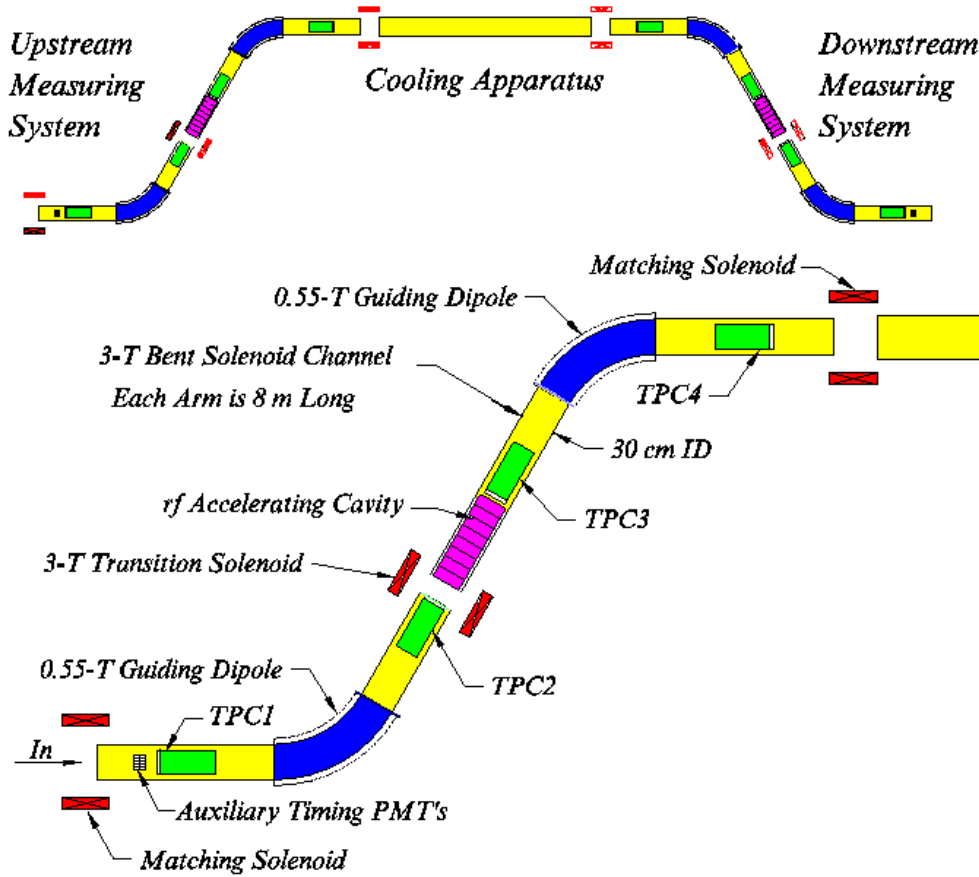 Upstream
Measuring
System
Cooling Apparatus
Downstream
Measuring
System
Matching Solenoid
0.55-T Guiding Dipole
3-T Bent Solenoid Channel
Each Arm is 8 m Long
TPC4
30 cm ID
rf Accelerating Cavity
TPC3
3-T Transition Solenoid
0.55-T Guiding Dipole
TPC2
TPC1
In
Auxiliary Timing PMT's
Matching Solenoid